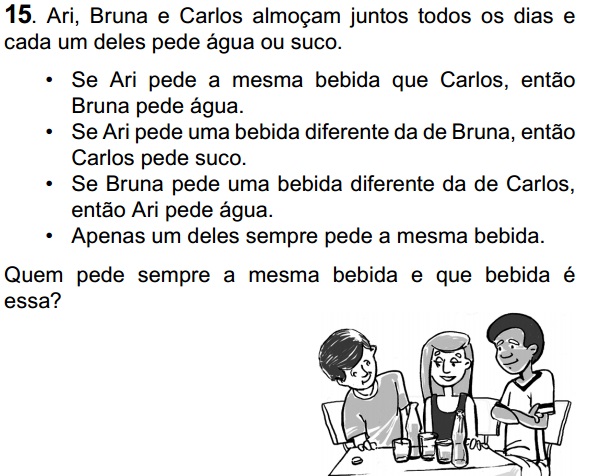 15. Ari, Bruna e Carlos almoçam juntos todos os dias e
cada um deles pede água ou suco.
• Se Ari pede a mesma bebida que Carlos, então
Bruna pede água.
• Se Ari pede uma bebida diferente da de Bruna, então
Carlos pede suco.
• Se Bruna pede uma bebida diferente da de Carlos,
então Ari pede água.
• Apenas um deles sempre pede a mesma bebida.
Quem pede sempre a mesma bebida e que bebida é
essa?